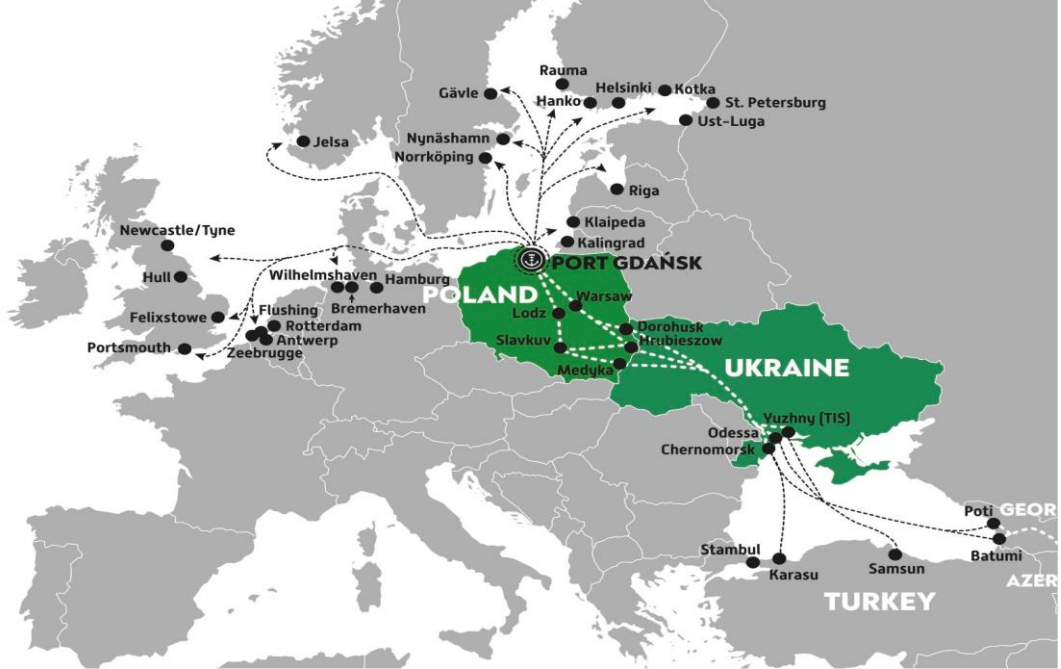 Rauma
Helsinki
Kotka
Gävle
Hanko
St. Petersburg
Ust-Luga
Jelsa
Nynäshamn
Norrköping
Riga
Newcastle/Tyne
Klaipeda
Kalingrad
Hull
Wilhelmshaven
Hamburg
PORT GDAŃSK
POLAND
Warsaw
Bremerhaven
Felixstowe
Flushing
Lodz
Rotterdam
Dorohusk
Antwerp
Slavkuv
Hrubieszow
Portsmouth
Zeebrugge
Medyka
UKRAINE
Yuzhny (TIS)
Odessa
Chernomorsk
Poti
GEOR
Stambul
Karasu
Samsun
Batumi
AZER
TURKEY